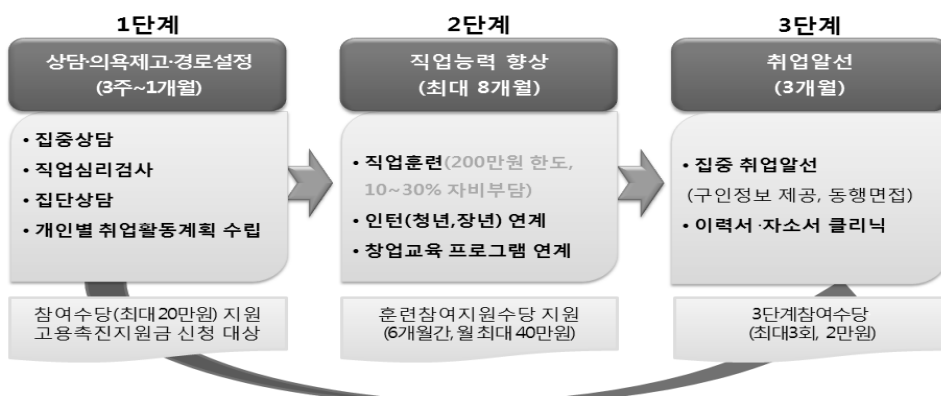 1단계
상담·의욕제고·경로설정
(3주~1개월)
• 집중상담
• 직업심리검사
• 집단상담
• 개인별 취업활동계획 수립
참여수당(최대 20만원) 지원
고용촉진지원금 신청 대상
2단계
직업능력 향상
(최대 8개월)
• 직업훈련(200만원 한도,
10~30% 자비부담)
• 인턴(청년,장년) 연계
• 창업교육 프로그램 연계
훈련참여지원수당 지원
(6개월간, 월 최대 40만원)
3단계
취업알선
(3개월)
• 집중 취업알선
(구인정보 제공, 동행면접)
• 이력서·자소서 클리닉
3단계참여수당
(최대3회, 2만원)